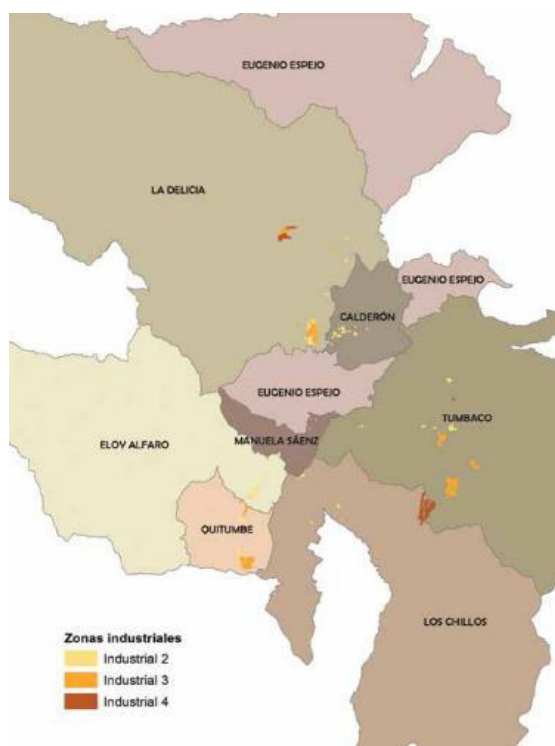 EUGENIO ESPEJO
LA DELICIA
EUGENIO ESPEJO
CALDERÓN
EUGENIO ESPEJO
TUMBACO
MANUELA SÁENZ
ELOY ALFARO
QUITUMBE
LOS CHILLOS
Zonas industriales
Industrial 2
Industrial 3
Industrial 4